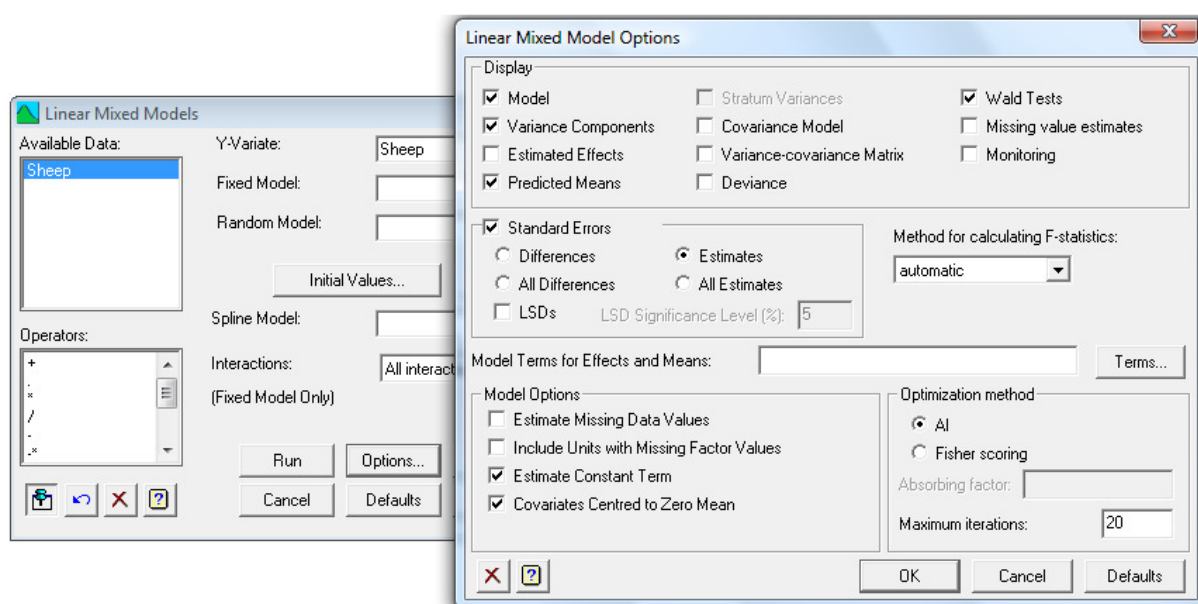 Linear Mixed Models
Available Data:
Sheep
Operators:
+
.
*
/
-
-*
Y-Variate:
Sheep
Fixed Model:
Random Model:
Initial Values...
Spline Model:
Interactions:
All interact
(Fixed Model Only)
Run
Options...
Cancel
Defaults
Linear Mixed Model Options
Display
Model
Stratum Variances
Wald Tests
Variance Components
Covariance Model
Missing value estimates
Estimated Effects
Variance-covariance Matrix
Monitoring
Predicted Means
Deviance
Standard Errors
Differences
Estimates
All Differences
All Estimates
LSDs
LSD Significance Level (%):
5
Method for calculating F-statistics:
automatic
Model Terms for Effects and Means:
Terms...
Model Options
Estimate Missing Data Values
Include Units with Missing Factor Values
Estimate Constant Term
Covariates Centred to Zero Mean
Optimization method
AI
Fisher scoring
Absorbing factor:
Maximum iterations:
20
OK
Cancel
Defaults